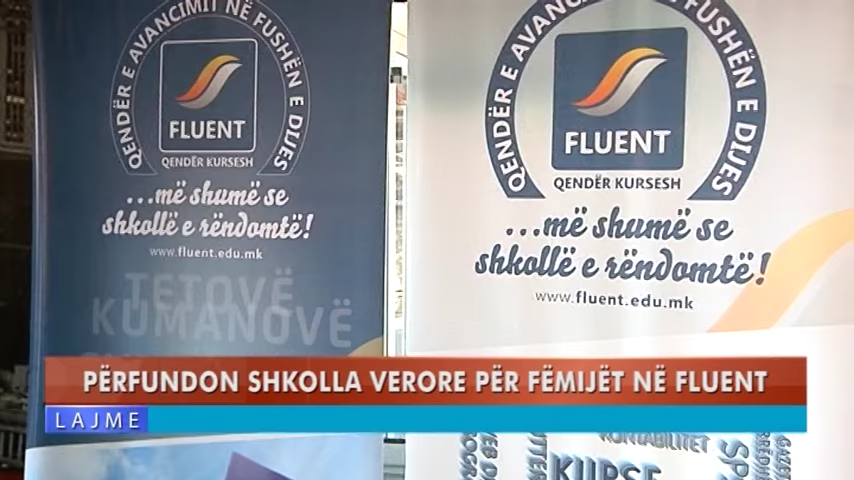 QENDËR E AVANCIMIT NË FUSHËN E DIJES
FLUENT
QENDËR KURSESH
...më shumë se
shkollë e rëndomtë!
www.fluent.edu.mk
TETOVË
KUMANOVË
QENDËR E AVANCIMIT NË FUSHËN E DIJES
FLUENT
QENDËR KURSESH
...më shumë se
shkollë e rëndomtë!
www.fluent.edu.mk
PËRFUNDON SHKOLLA VERORE PËR FËMIJËT NË FLUENT
LAJME
KONTABILITET
KURSE